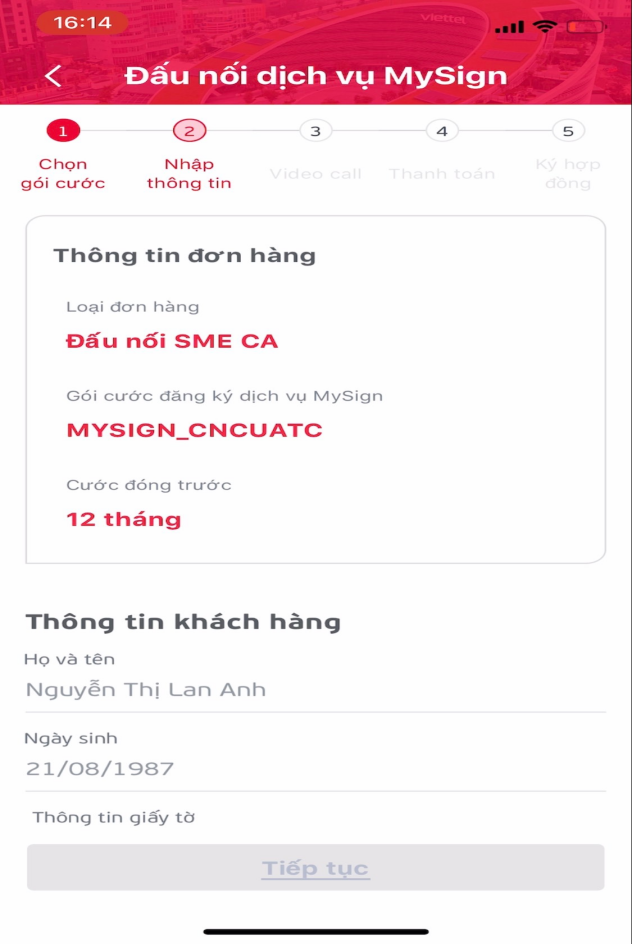 16:14
viettel
Đấu nối dịch vụ MySign
1
2
3
4
5
Chọn
gói cước
Nhập
thông tin
Video call
Thanh toán
Ký hợp
đồng
Thông tin đơn hàng
Loại đơn hàng
Đấu nối SME CA
Gói cước đăng ký dịch vụ MySign
MYSIGN_CNCUATC
Cước đóng trước
12 tháng
Thông tin khách hàng
Họ và tên
Nguyễn Thị Lan Anh
Ngày sinh
21/08/1987
Thông tin giấy tờ
Tiếp tục